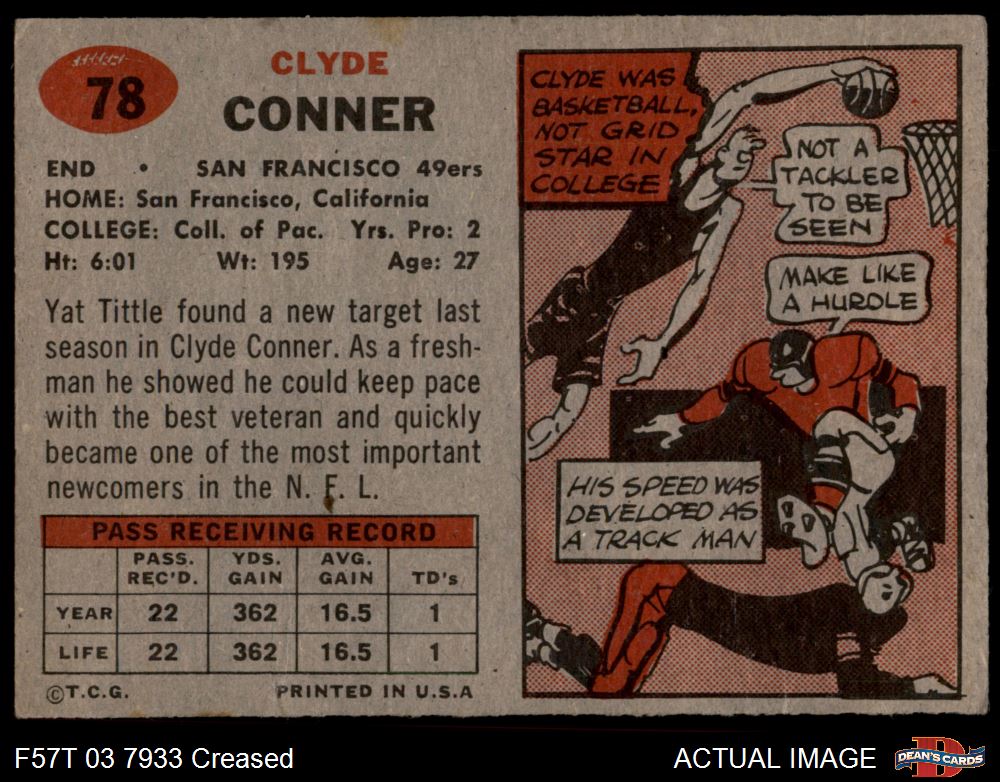 78
CLYDE
CONNER
END • SAN FRANCISCO 49ers
HOME: San Francisco, California
COLLEGE: Coll. of Pac. Yrs. Pro: 2
Ht: 6:01 Wt: 195 Age: 27
Yat Tittle found a new target last
season in Clyde Conner. As a fresh-
man he showed he could keep pace
with the best veteran and quickly
became one of the most important
newcomers in the N. F. L.
PASS RECEIVING RECORD
PASS. REC'D. YDS. GAIN AVG. GAIN TD's
YEAR 22 362 16.5 1
LIFE 22 362 16.5 1
©T.C.G. PRINTED IN U.S.A
CLYDE WAS
BASKETBALL,
NOT GRID
STAR IN
COLLEGE
NOT A
TACKLER
TO BE
SEEN
MAKE LIKE
A HURDLE
HIS SPEED WAS
DEVELOPED AS
A TRACK MAN
F57T 03 7933 Creased
ACTUAL IMAGE
D
DEAN'S CARDS